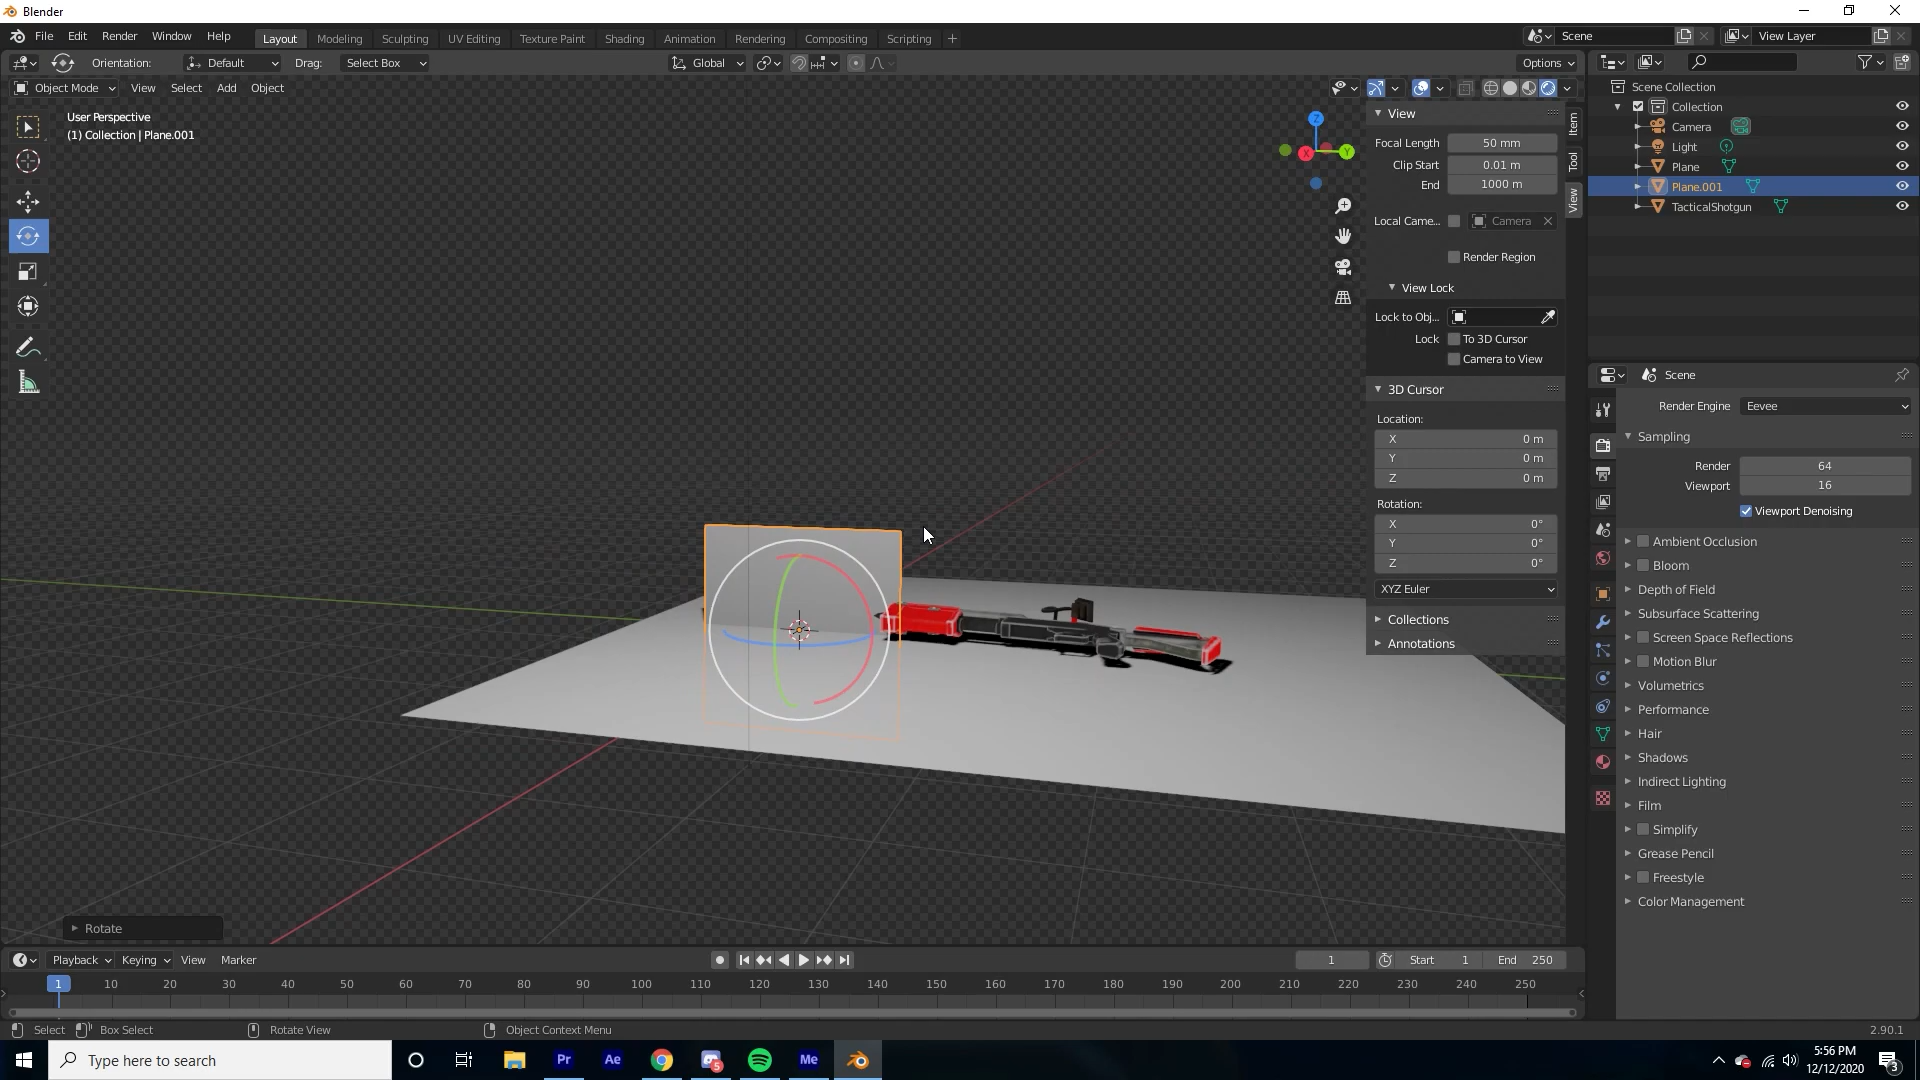 Blender
File Edit Render Window Help
Layout Modeling Sculpting UV Editing Texture Paint Shading Animation Rendering Compositing Scripting
Scene
View Layer
Orientation: Default Drag: Select Box
Global
Options
Object Mode View Select Add Object
User Perspective
(1) Collection | Plane.001
Z
X
Y
View
Focal Length 50 mm
Clip Start 0.01 m
End 1000 m
Local Came... Camera
Render Region
View Lock
Lock to Obj...
Lock To 3D Cursor
Camera to View
3D Cursor
Location:
X 0 m
Y 0 m
Z 0 m
Rotation:
X 0°
Y 0°
Z 0°
XYZ Euler
Collections
Annotations
Item
Tool
View
Scene Collection
Collection
Camera
Light
Plane
Plane.001
TacticalShotgun
Scene
Render Engine Eevee
Sampling
Render 64
Viewport 16
Viewport Denoising
Ambient Occlusion
Bloom
Depth of Field
Subsurface Scattering
Screen Space Reflections
Motion Blur
Volumetrics
Performance
Hair
Shadows
Indirect Lighting
Film
Simplify
Grease Pencil
Freestyle
Color Management
Rotate
Playback Keying View Marker
1 Start 1 End 250
1 10 20 30 40 50 60 70 80 90 100 110 120 130 140 150 160 170 180 190 200 210 220 230 240 250
Select Box Select Rotate View Object Context Menu 2.90.1
Type here to search
Pr Ae 5 Me
5:56 PM
12/12/2020
3